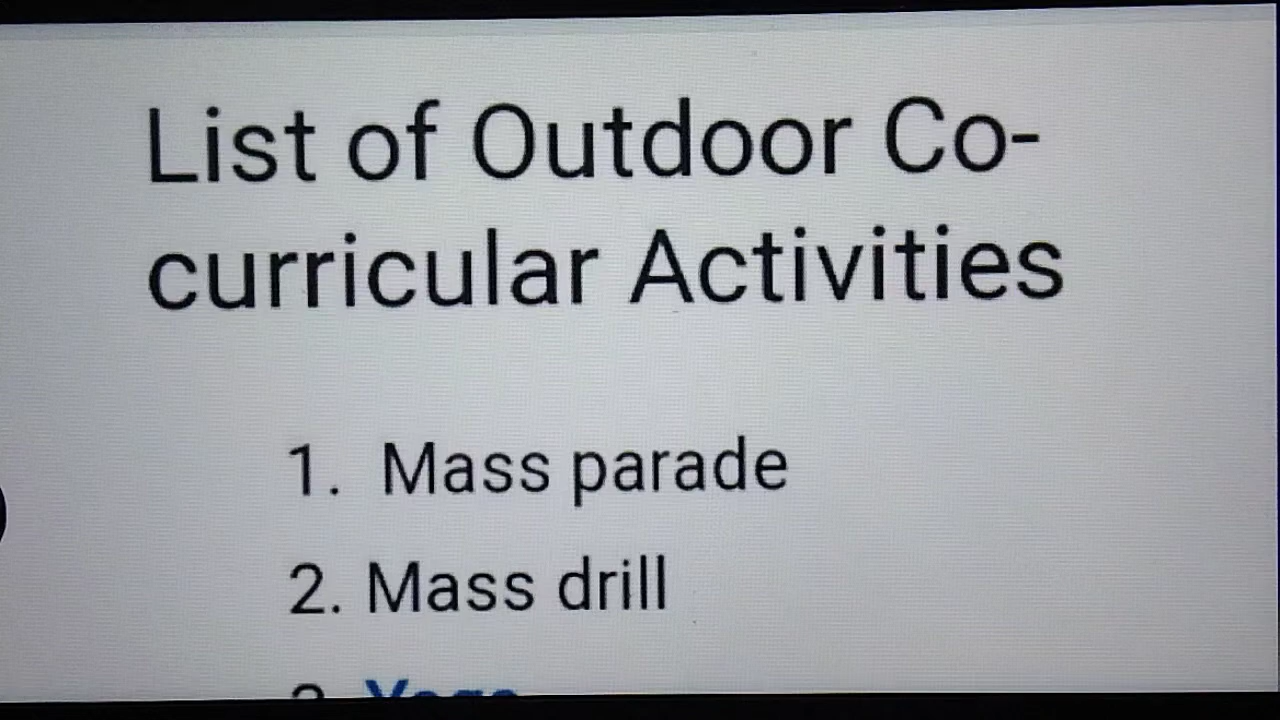 List of Outdoor Co-
curricular Activities
1. Mass parade
2. Mass drill